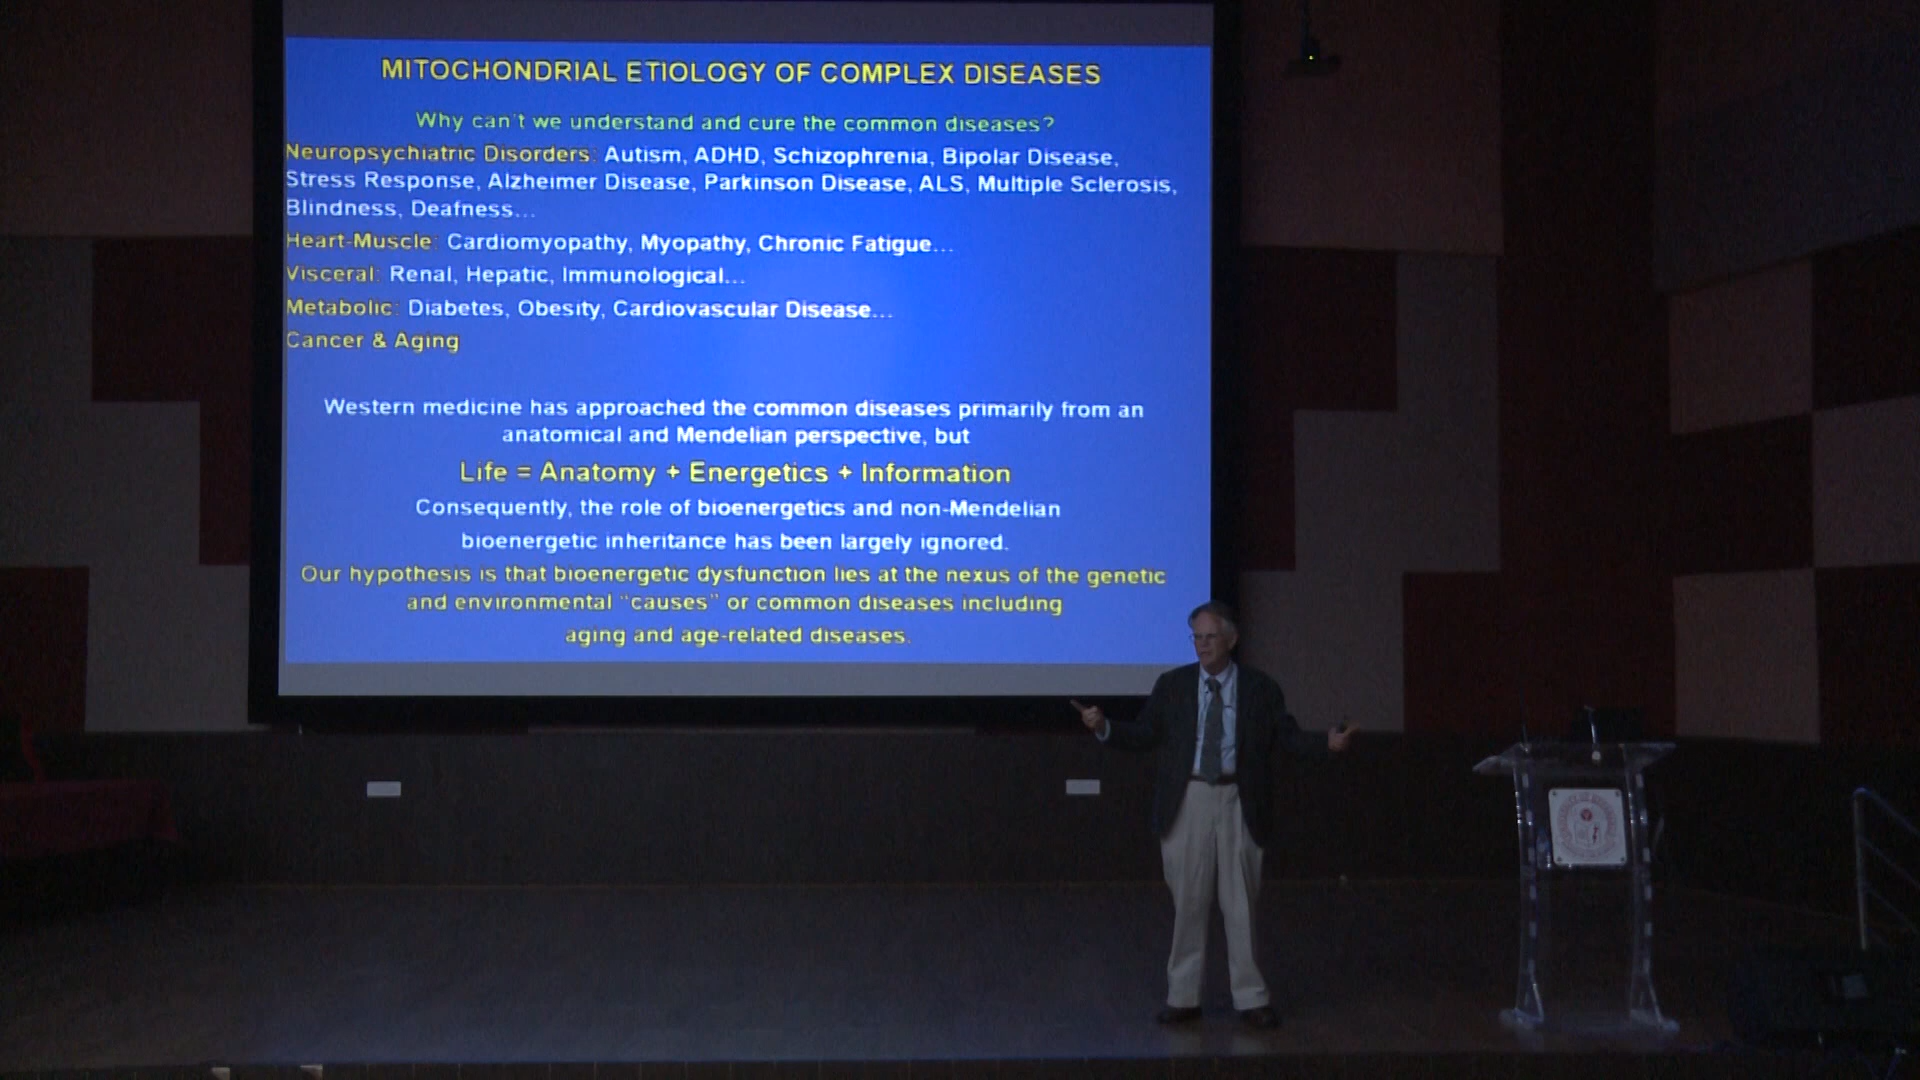 MITOCHONDRIAL ETIOLOGY OF COMPLEX DISEASES
Why can't we understand and cure the common diseases?
Neuropsychiatric Disorders: Autism, ADHD, Schizophrenia, Bipolar Disease,
Stress Response, Alzheimer Disease, Parkinson Disease, ALS, Multiple Sclerosis,
Blindness, Deafness...
Heart-Muscle: Cardiomyopathy, Myopathy, Chronic Fatigue...
Visceral: Renal, Hepatic, Immunological...
Metabolic: Diabetes, Obesity, Cardiovascular Disease...
Cancer & Aging
Western medicine has approached the common diseases primarily from an
anatomical and Mendelian perspective, but
Life = Anatomy + Energetics + Information
Consequently, the role of bioenergetics and non-Mendelian
bioenergetic inheritance has been largely ignored.
Our hypothesis is that bioenergetic dysfunction lies at the nexus of the genetic
and environmental "causes" or common diseases including
aging and age-related diseases.